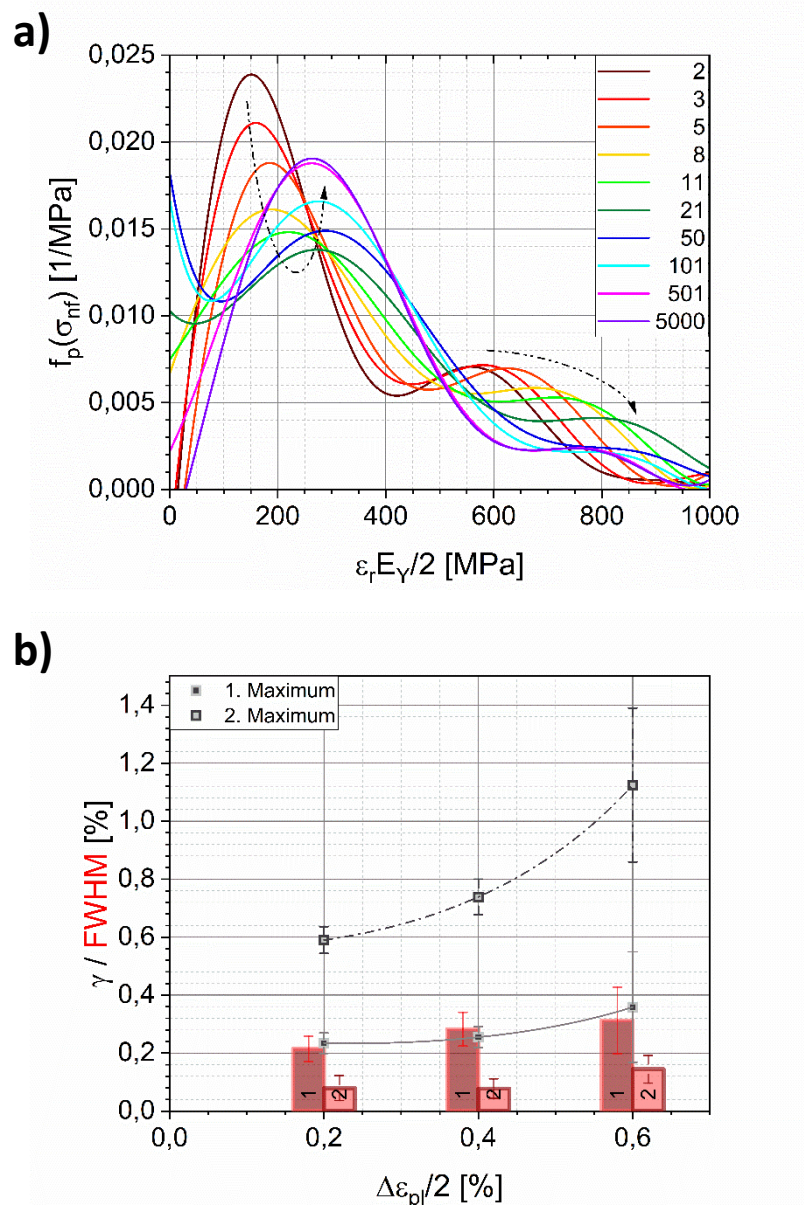 a)
0,025
0,020
0,015
0,010
0,005
0,000
f_p(σ_nf) [1/MPa]
2
3
5
8
11
21
50
101
501
5000
0 200 400 600 800 1000
ε_rE_Y/2 [MPa]
b)
1. Maximum
2. Maximum
1,4
1,2
1,0
0,8
0,6
0,4
0,2
0,0
γ / FWHM [%]
1 2 1 2 1 2
0,0 0,2 0,4 0,6
Δε_pl/2 [%]